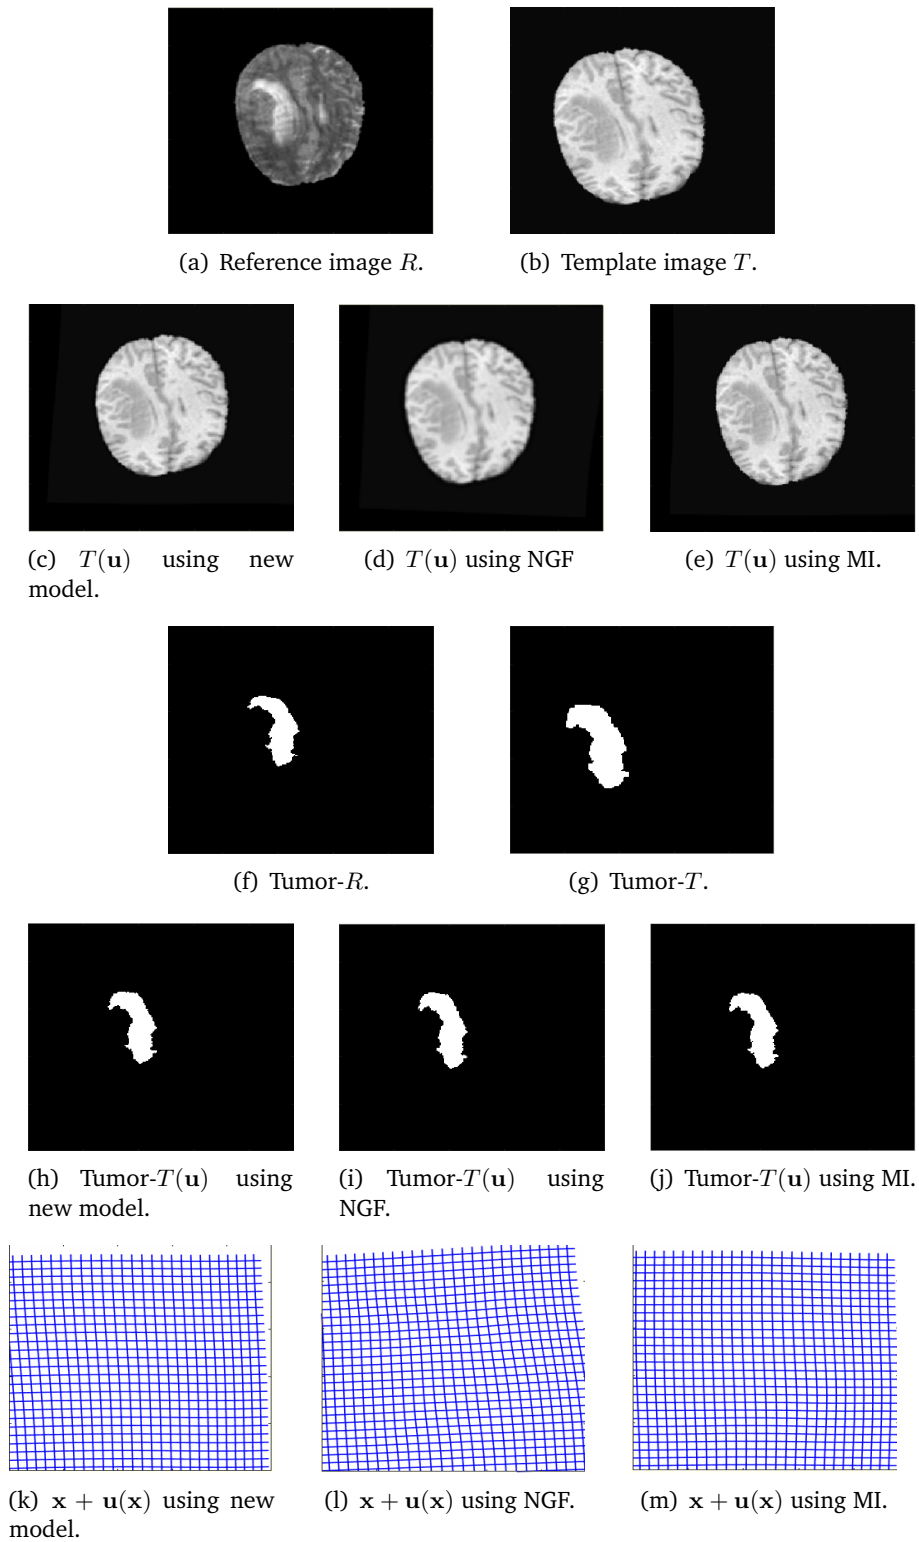 (a) Reference image R.
(b) Template image T.
(c) T(u) using new
model.
(d) T(u) using NGF
(e) T(u) using MI.
(f) Tumor-R.
(g) Tumor-T.
(h) Tumor-T(u) using
new model.
(i) Tumor-T(u) using
NGF.
(j) Tumor-T(u) using MI.
(k) x + u(x) using new
model.
(l) x + u(x) using NGF.
(m) x + u(x) using MI.